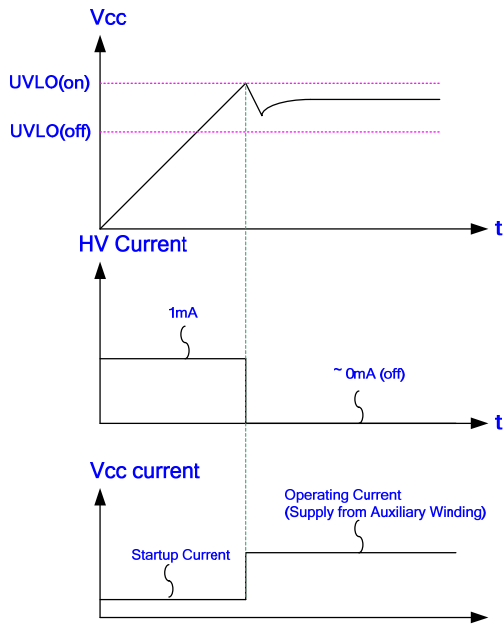 Vcc
UVLO(on)
UVLO(off)
t
HV Current
1mA
~ 0mA (off)
t
Vcc current
Operating Current
(Supply from Auxiliary Winding)
Startup Current